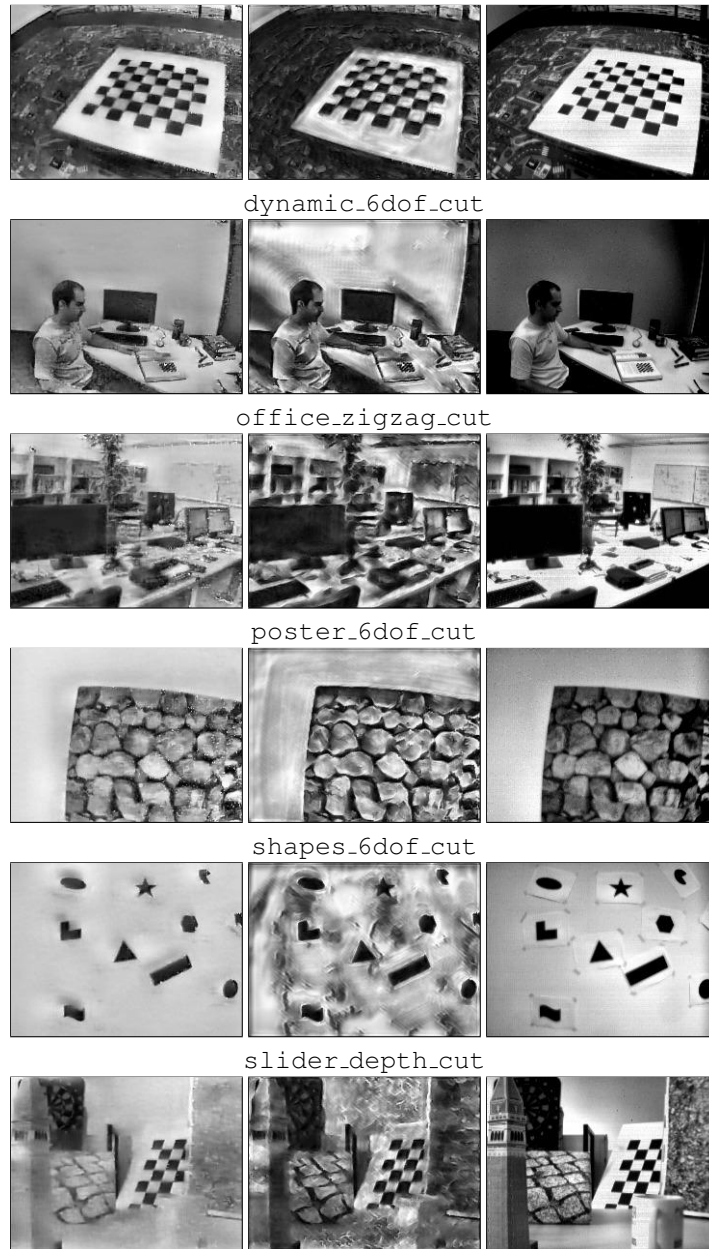 dynamic_6dof_cut
office_zigzag_cut
poster_6dof_cut
shapes_6dof_cut
slider_depth_cut